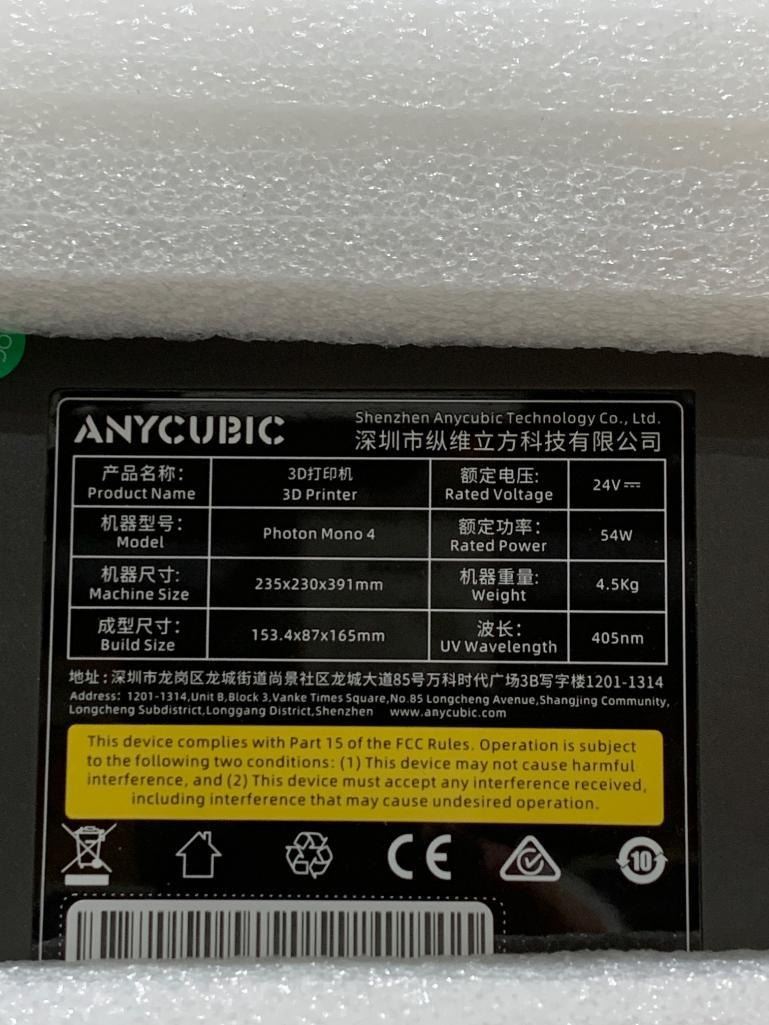 ANYCUBIC
Shenzhen Anycubic Technology Co., Ltd.
深圳市纵维立方科技有限公司
产品名称: 3D打印机 额定电压: 24V⎓
Product Name 3D Printer Rated Voltage
机器型号: Photon Mono 4 额定功率: 54W
Model Rated Power
机器尺寸: 235x230x391mm 机器重量: 4.5Kg
Machine Size Weight
成型尺寸: 153.4x87x165mm 波长: 405nm
Build Size UV Wavelength
地址: 深圳市龙岗区龙城街道尚景社区龙城大道85号万科时代广场3B写字楼1201-1314
Address: 1201-1314,Unit B,Block 3,Vanke Times Square,No.85 Longcheng Avenue,Shangjing Community,
Longcheng Subdistrict,Longgang District,Shenzhen www.anycubic.com
This device complies with Part 15 of the FCC Rules. Operation is subject
to the following two conditions: (1) This device may not cause harmful
interference, and (2) This device must accept any interference received,
including interference that may cause undesired operation.
CE 10